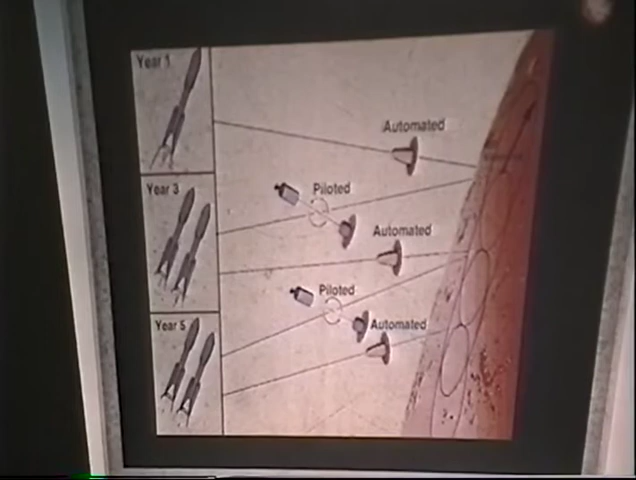 Year 1
Automated
Year 3
Piloted
Automated
Piloted
Year 5
Automated